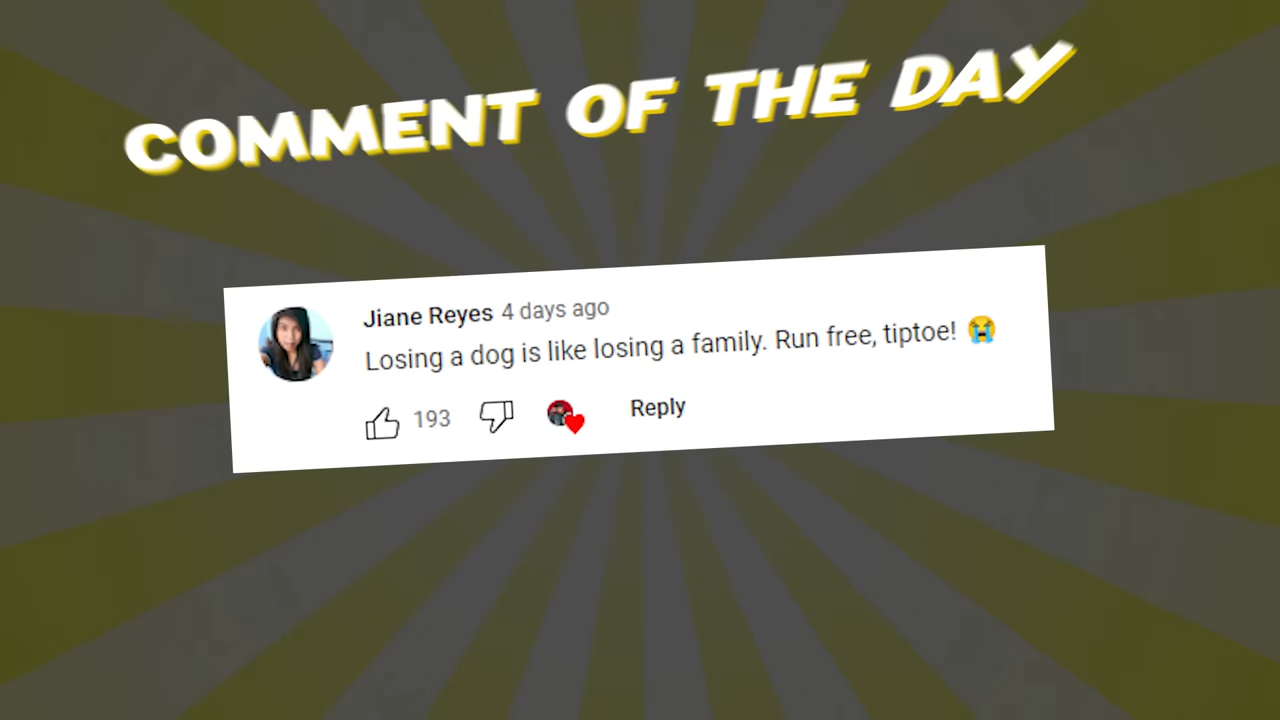 COMMENT OF THE DAY
Jiane Reyes 4 days ago
Losing a dog is like losing a family. Run free, tiptoe! 😭
193 Reply